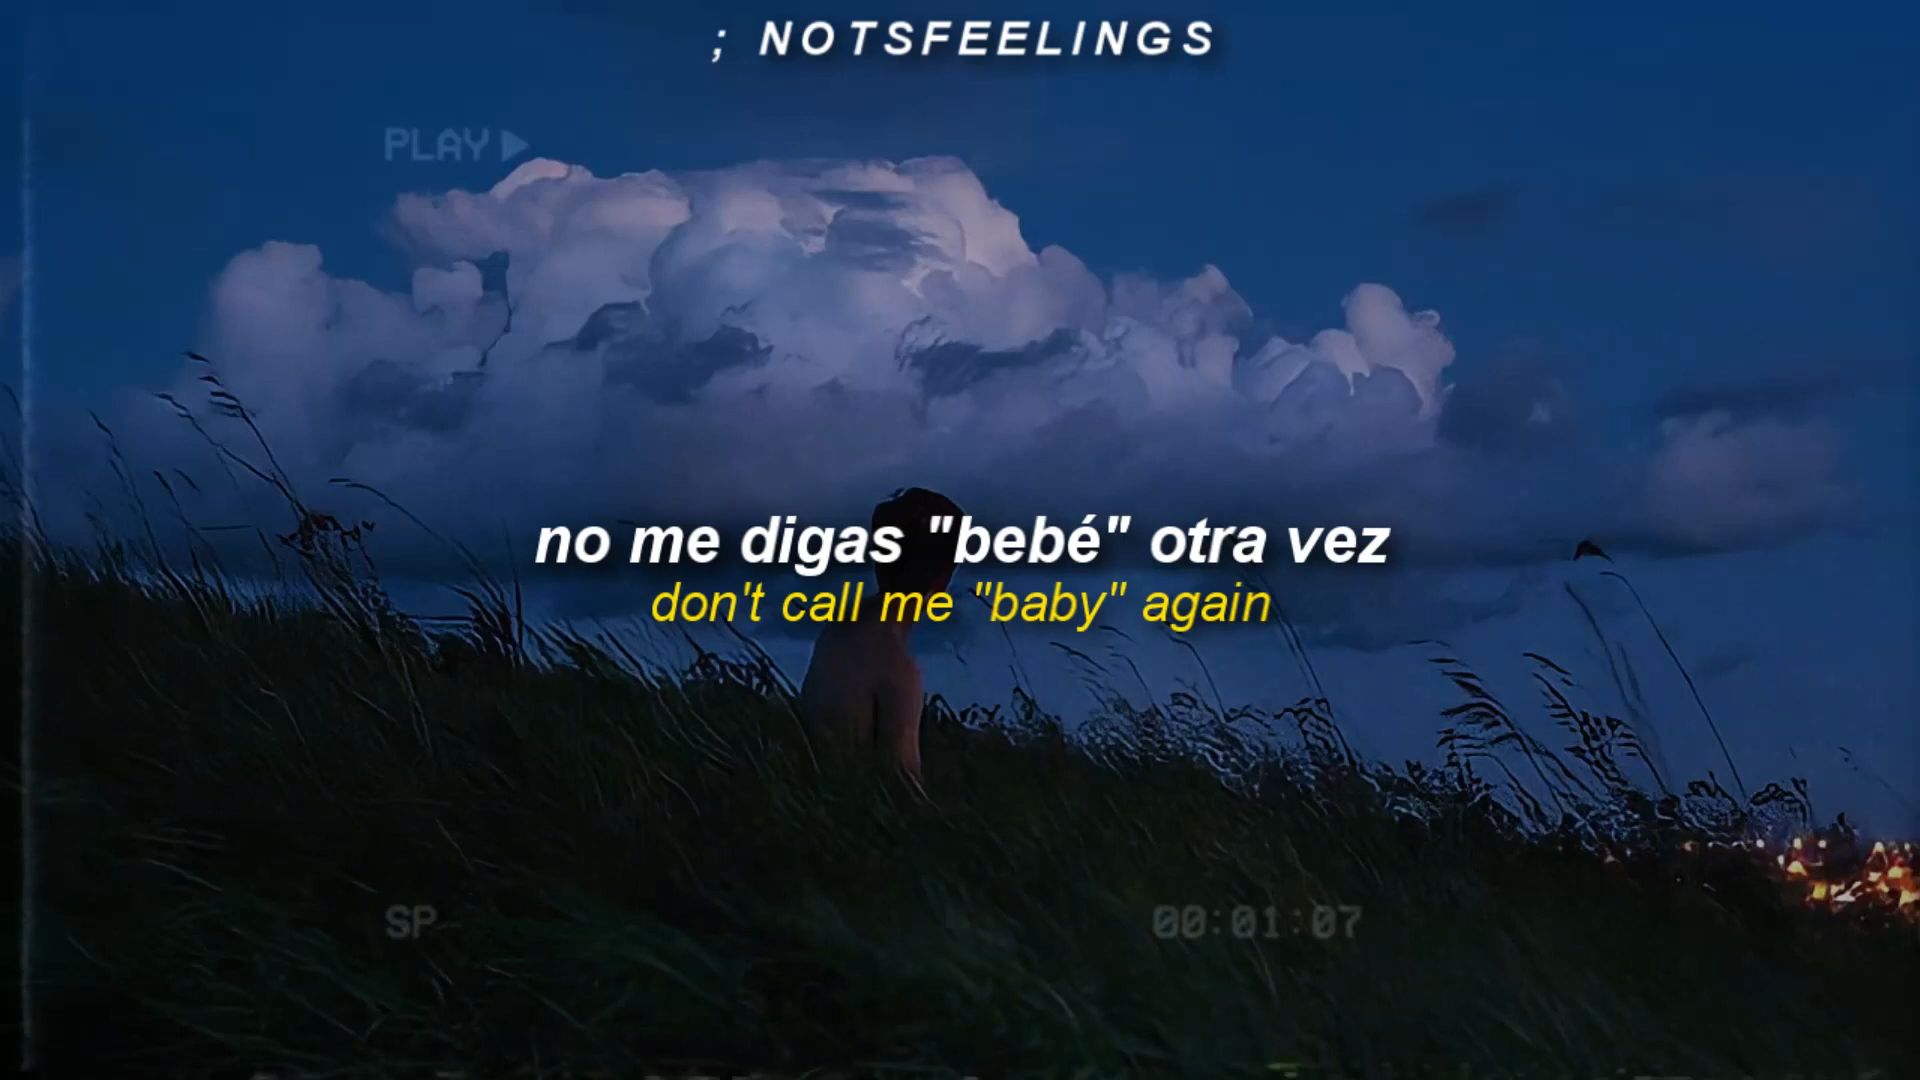 ; NOTSFEELINGS
PLAY
no me digas "bebé" otra vez
don't call me "baby" again
SP
00:01:07